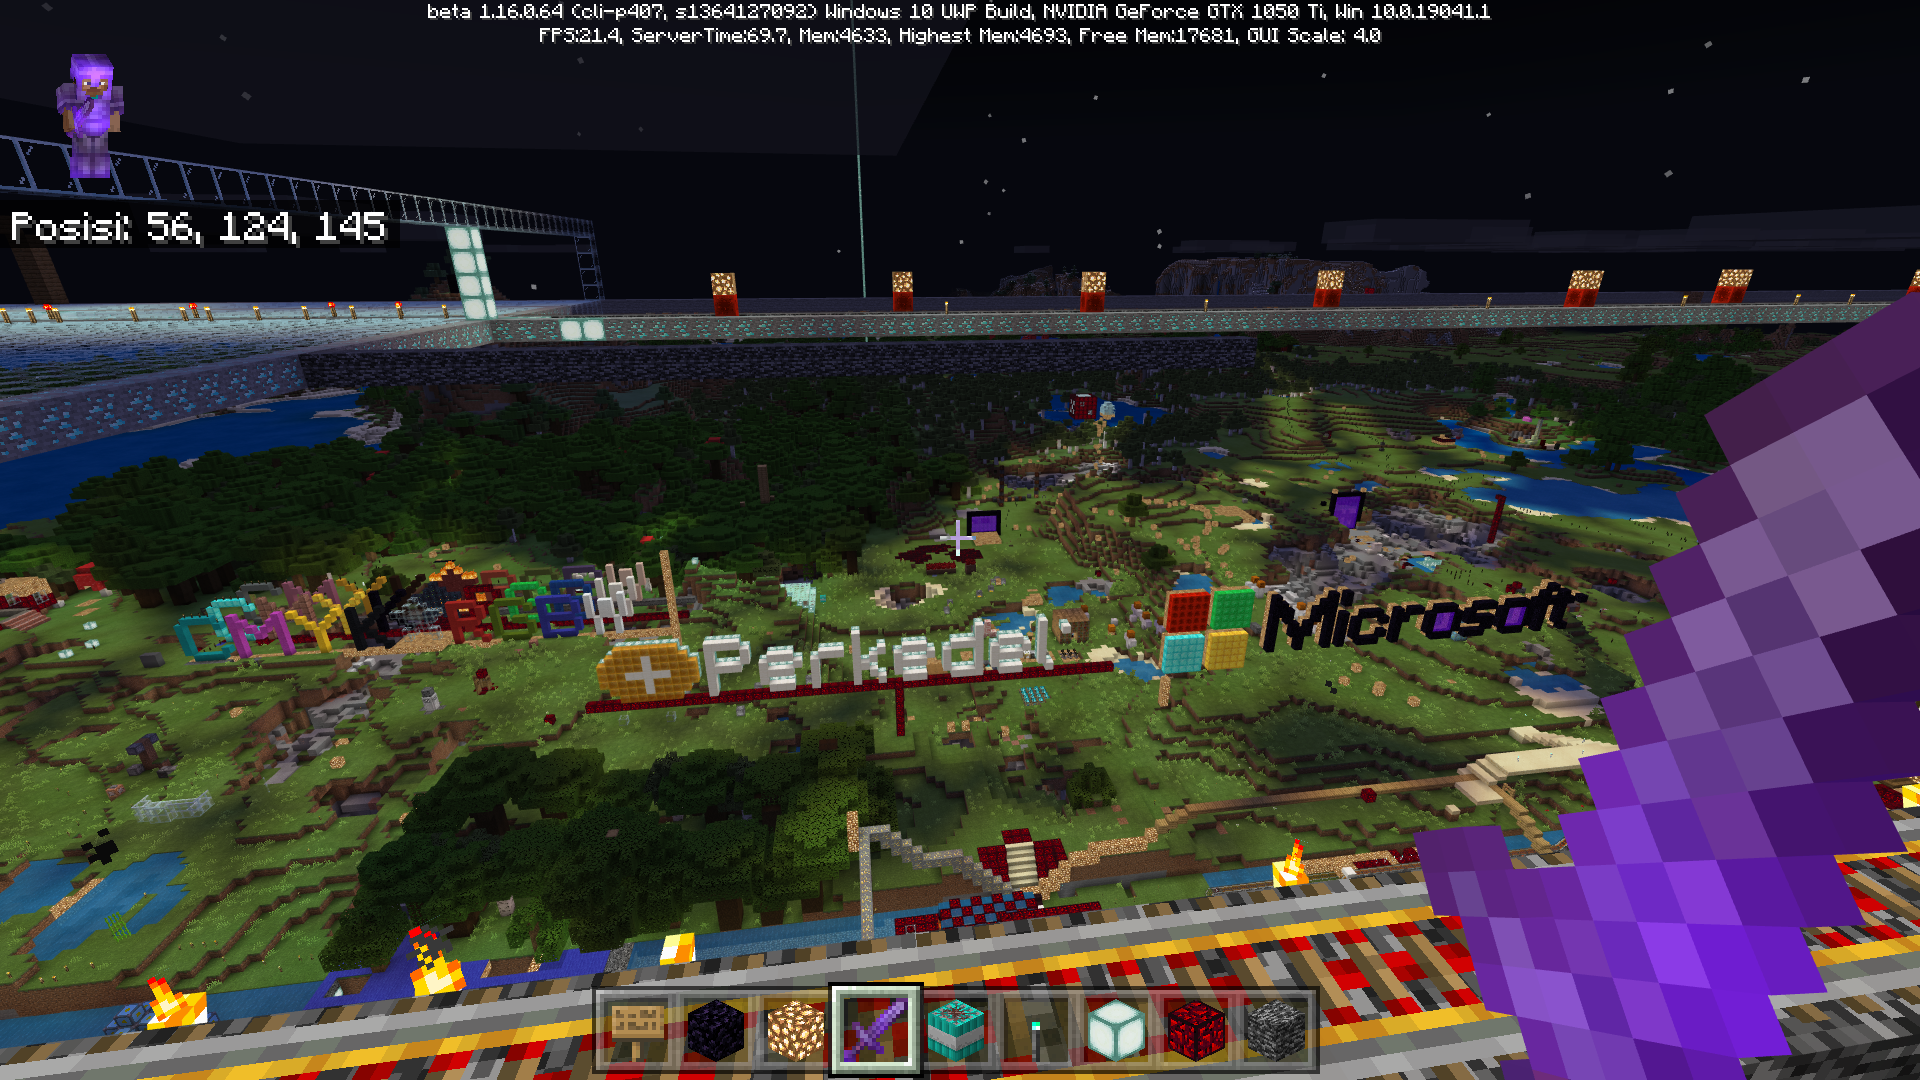 beta 1.16.0.64 (cli-p407, s1364127092) Windows 10 UWP Build, NVIDIA GeForce GTX 1050 Ti, Win 10.0.19041.1
FPS:21.4, ServerTime:69.7, Mem:4633, Highest Mem:4693, Free Mem:17681, GUI Scale: 4.0
Posisi: 56, 124, 145
CMYK RGBW
Perkedel
Microsoft